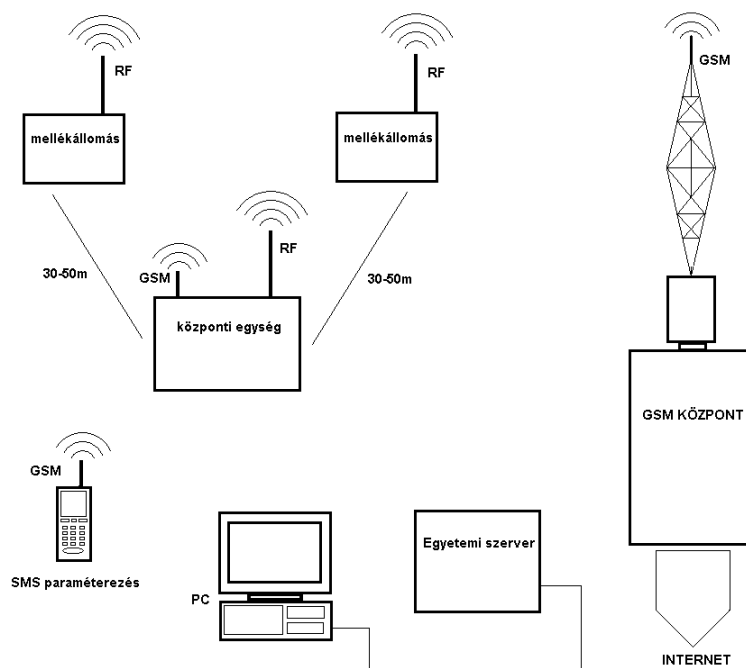 RF
RF
GSM
mellékállomás
mellékállomás
RF
30-50m
GSM
30-50m
központi egység
GSM KÖZPONT
GSM
SMS paraméterezés
PC
Egyetemi szerver
INTERNET